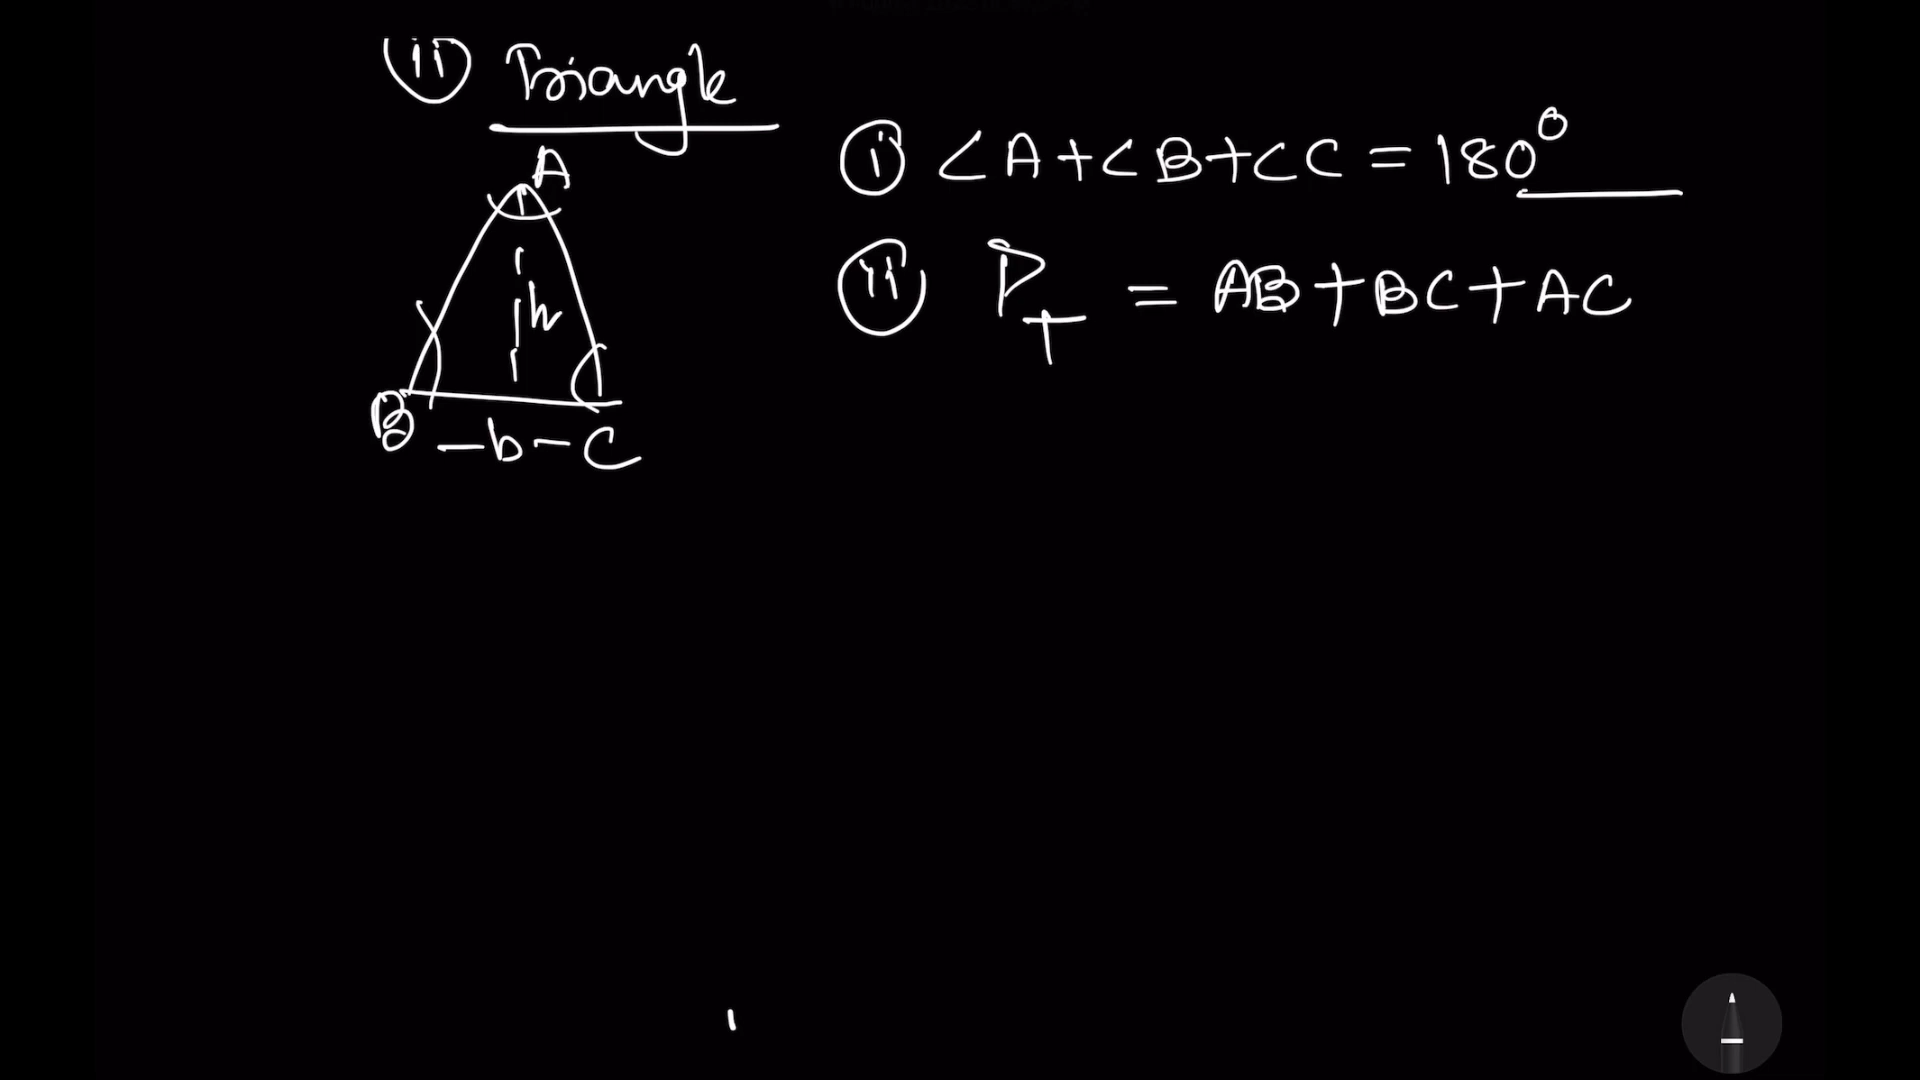 ii Triangle
A
h
B -b- C
i ∠A+∠B+∠C = 180°
ii P_T = AB+BC+AC